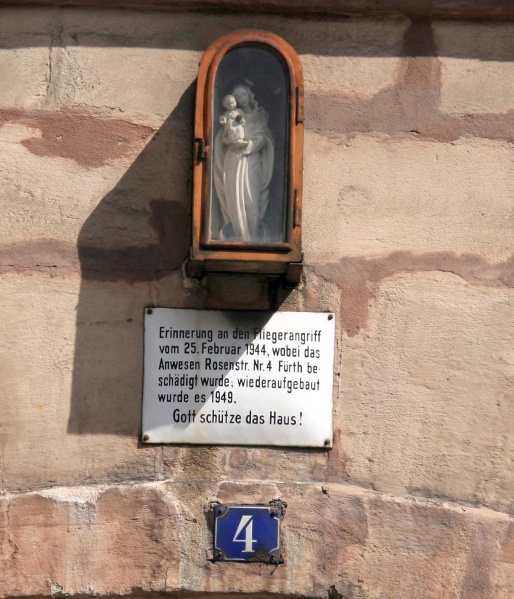 Erinnerung an den Fliegerangriff
vom 25. Februar 1944, wobei das
Anwesen Rosenstr. Nr. 4 Fürth be-
schädigt wurde; wiederaufgebaut
wurde es 1949.
Gott schütze das Haus!
4